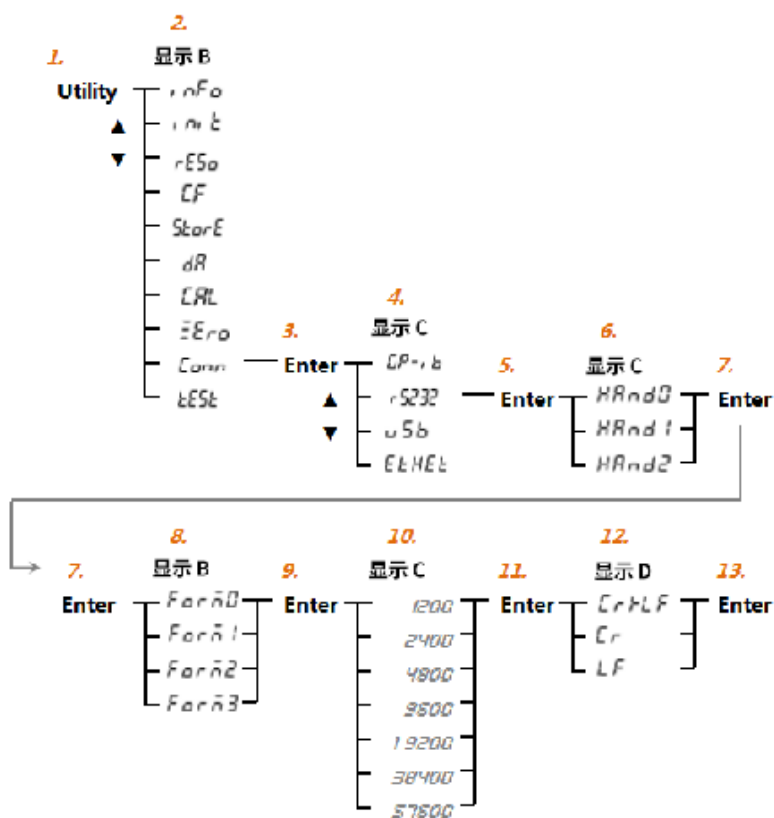 1.
2.
显示 B
Utility
inFo
init
rESo
CF
StorE
dA
CAL
ZEro
Conn
tEST
▲
▼
3.
Enter
4.
显示 C
GP-ib
rS232
uSb
EtHEt
▲
▼
5.
Enter
6.
显示 C
HAnd0
HAnd1
HAnd2
7.
Enter
7.
Enter
8.
显示 B
Form0
Form1
Form2
Form3
9.
Enter
10.
显示 C
1200
2400
4800
9600
19200
38400
57600
11.
Enter
12.
显示 D
Cr+LF
Cr
LF
13.
Enter